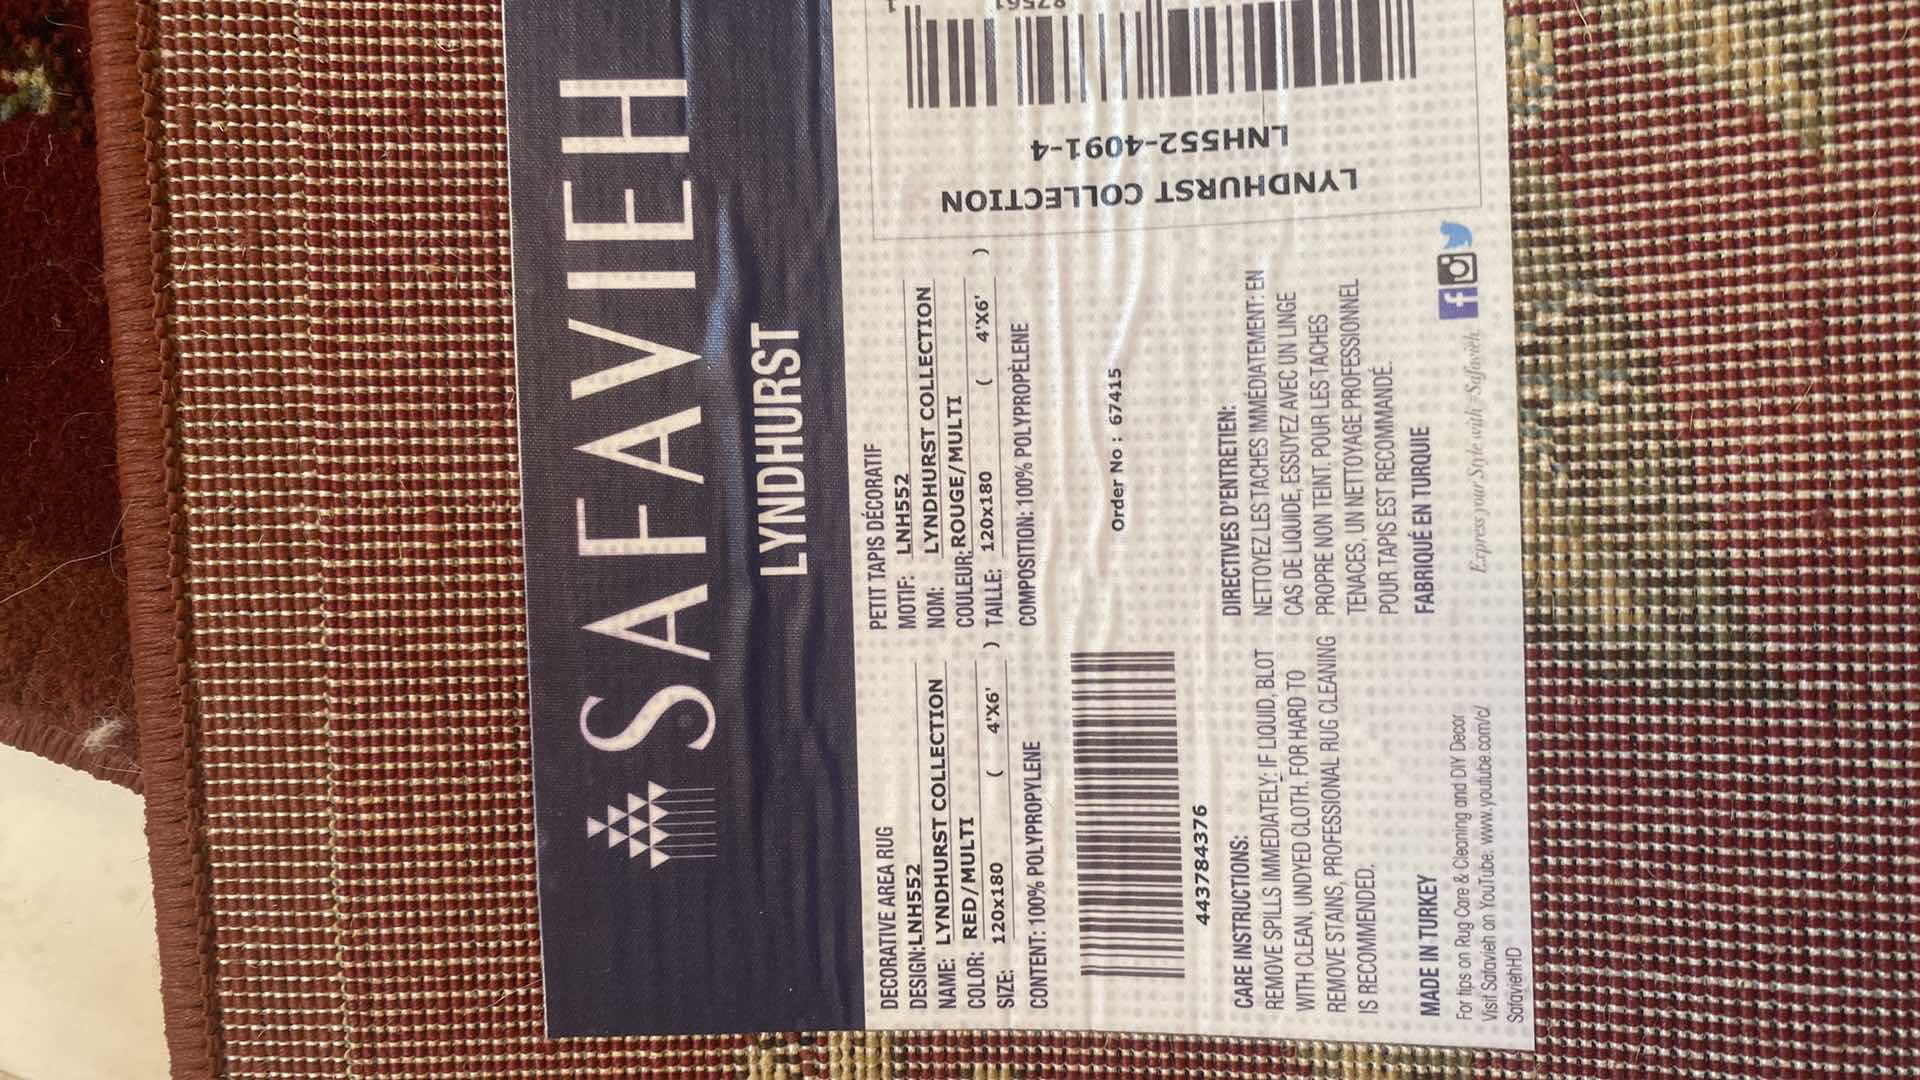 SAFAVIEH
LYNDHURST
DECORATIVE AREA RUG
DESIGN: LNH552
NAME: LYNDHURST COLLECTION
COLOR: RED/MULTI
SIZE: 120x180 ( 4'X6' )
CONTENT: 100% POLYPROPYLENE
443784376
CARE INSTRUCTIONS:
REMOVE SPILLS IMMEDIATELY: IF LIQUID, BLOT
WITH CLEAN, UNDYED CLOTH. FOR HARD TO
REMOVE STAINS, PROFESSIONAL RUG CLEANING
IS RECOMMENDED.
MADE IN TURKEY
For tips on Rug Care & Cleaning and DIY Decor
Visit Safavieh on YouTube. www.youtube.com/c/
SafaviehHD
PETIT TAPIS DÉCORATIF
MOTIF: LNH552
NOM: LYNDHURST COLLECTION
COULEUR: ROUGE/MULTI
TAILLE: 120x180 ( 4'X6' )
COMPOSITION: 100% POLYPROPÈLENE
Order No : 67415
DIRECTIVES D'ENTRETIEN:
NETTOYEZ LES TACHES IMMÉDIATEMENT: EN
CAS DE LIQUIDE, ESSUYEZ AVEC UN LINGE
PROPRE NON TEINT. POUR LES TACHES
TENACES, UN NETTOYAGE PROFESSIONNEL
POUR TAPIS EST RECOMMANDÉ.
FABRIQUÉ EN TURQUIE
Express your Style with Safavieh
LYNDHURST COLLECTION
LNH552-4091-4